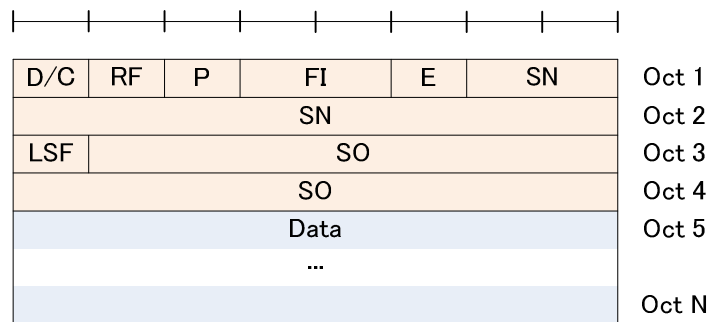 D/C RF P FI E SN Oct 1
SN Oct 2
LSF SO Oct 3
SO Oct 4
Data Oct 5
...
Oct N